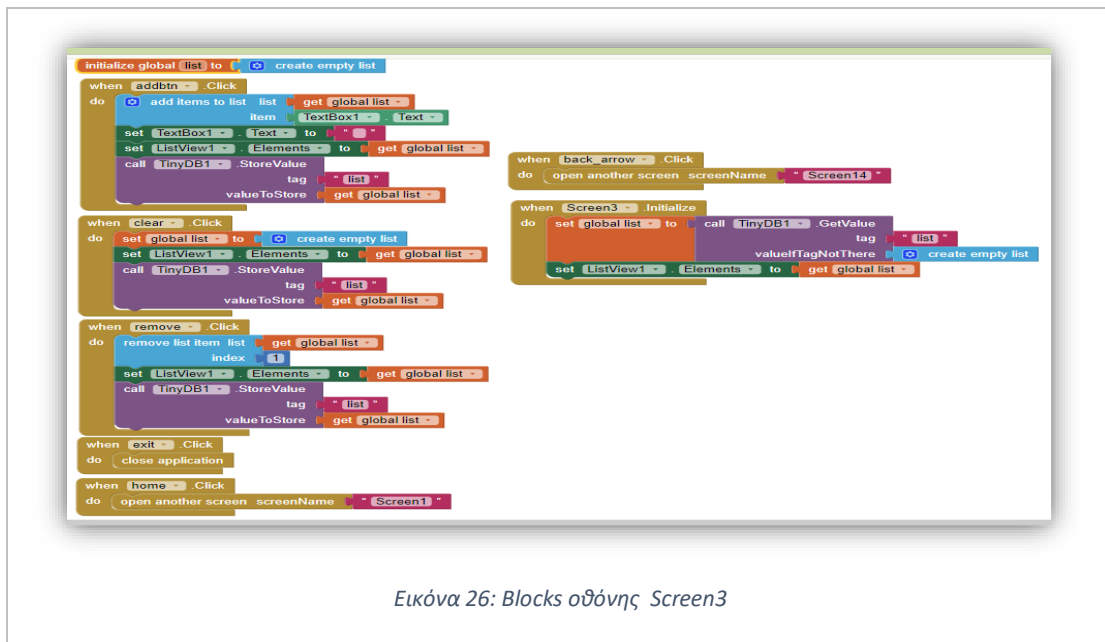 initialize global list to create empty list
when addbtn .Click
do add items to list list get global list
item TextBox1 . Text
set TextBox1 . Text to " "
set ListView1 . Elements to get global list
call TinyDB1 .StoreValue
tag " list "
valueToStore get global list
when clear .Click
do set global list to create empty list
set ListView1 . Elements to get global list
call TinyDB1 .StoreValue
tag " list "
valueToStore get global list
when remove .Click
do remove list item list get global list
index 1
set ListView1 . Elements to get global list
call TinyDB1 .StoreValue
tag " list "
valueToStore get global list
when exit .Click
do close application
when home .Click
do open another screen screenName " Screen1 "
when back_arrow .Click
do open another screen screenName " Screen14 "
when Screen3 .Initialize
do set global list to call TinyDB1 .GetValue
tag " list "
valueIfTagNotThere create empty list
set ListView1 . Elements to get global list
Εικόνα 26: Blocks οθόνης Screen3